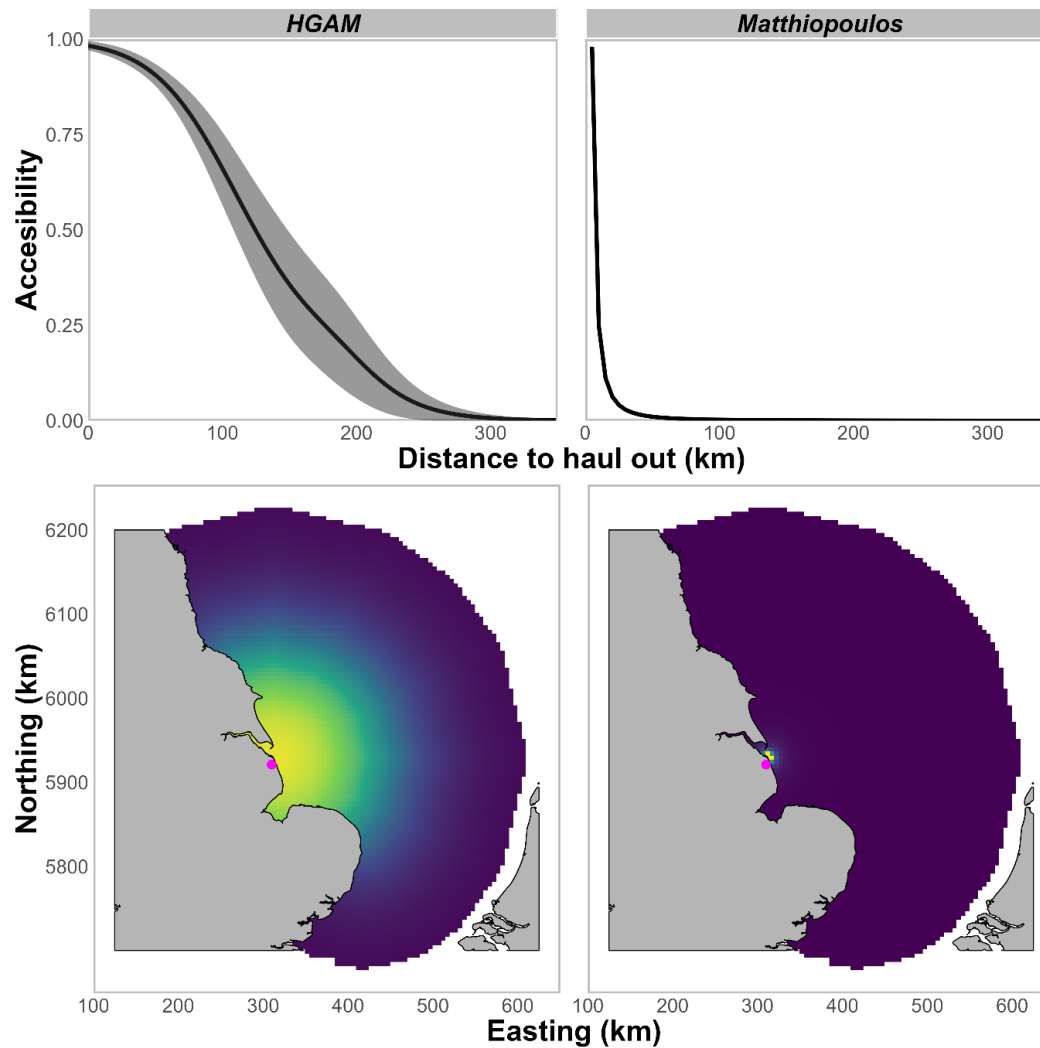 HGAM Matthiopoulos
1.00
0.75
0.50
0.25
0.00
Accesibility
0 100 200 300 0 100 200 300
Distance to haul out (km)
6200
6100
6000
5900
5800
Northing (km)
100 200 300 400 500 600 100 200 300 400 500 600
Easting (km)